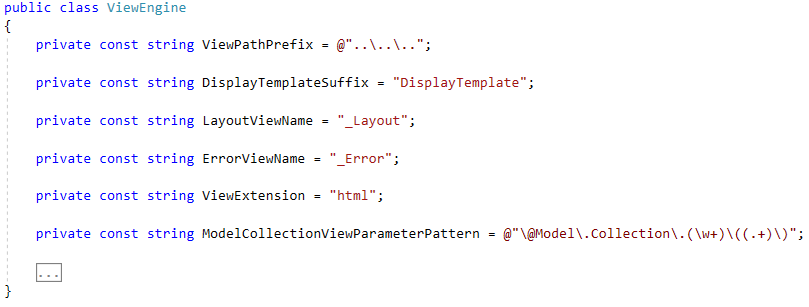 public class ViewEngine
{
private const string ViewPathPrefix = @"..\..\..";
private const string DisplayTemplateSuffix = "DisplayTemplate";
private const string LayoutViewName = "_Layout";
private const string ErrorViewName = "_Error";
private const string ViewExtension = "html";
private const string ModelCollectionViewParameterPattern = @"\@Model\.Collection\.(\w+)\((.+)\)";
...
}